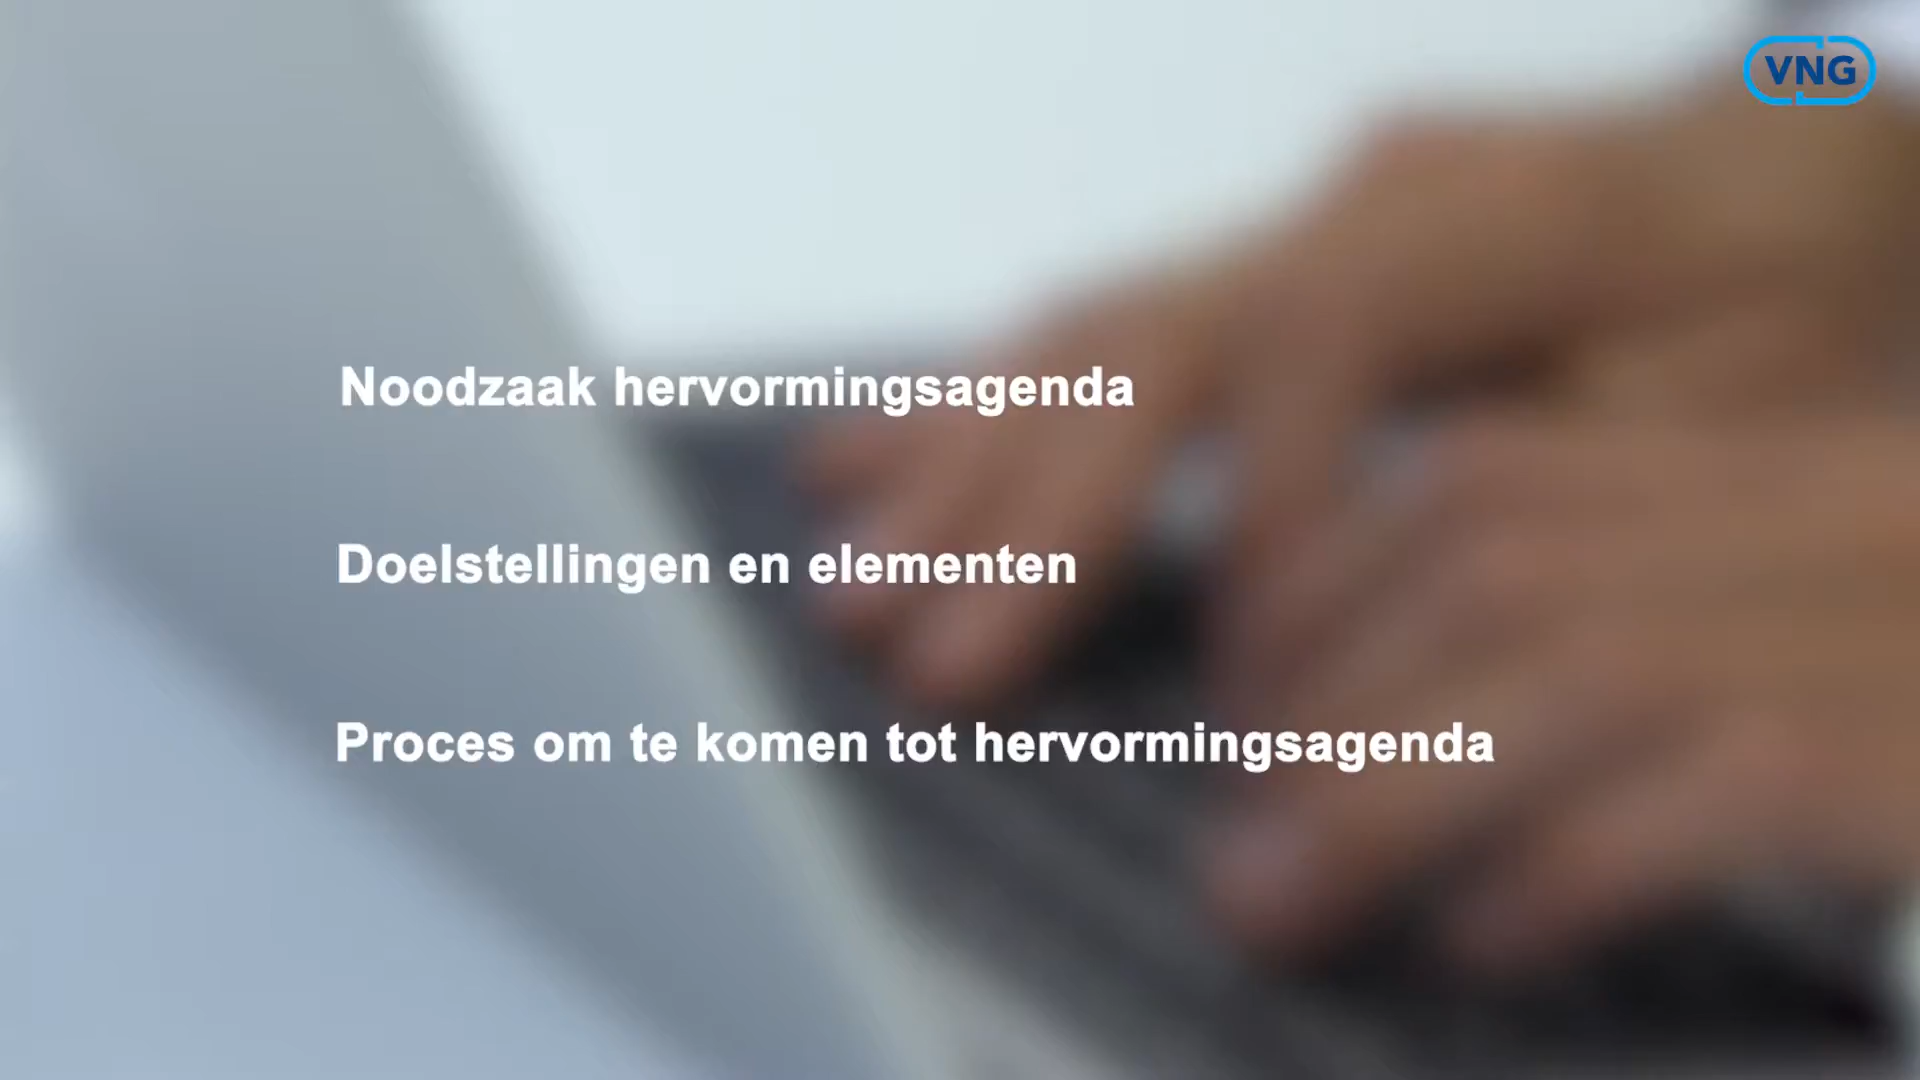 VNG
Noodzaak hervormingsagenda
Doelstellingen en elementen
Proces om te komen tot hervormingsagenda